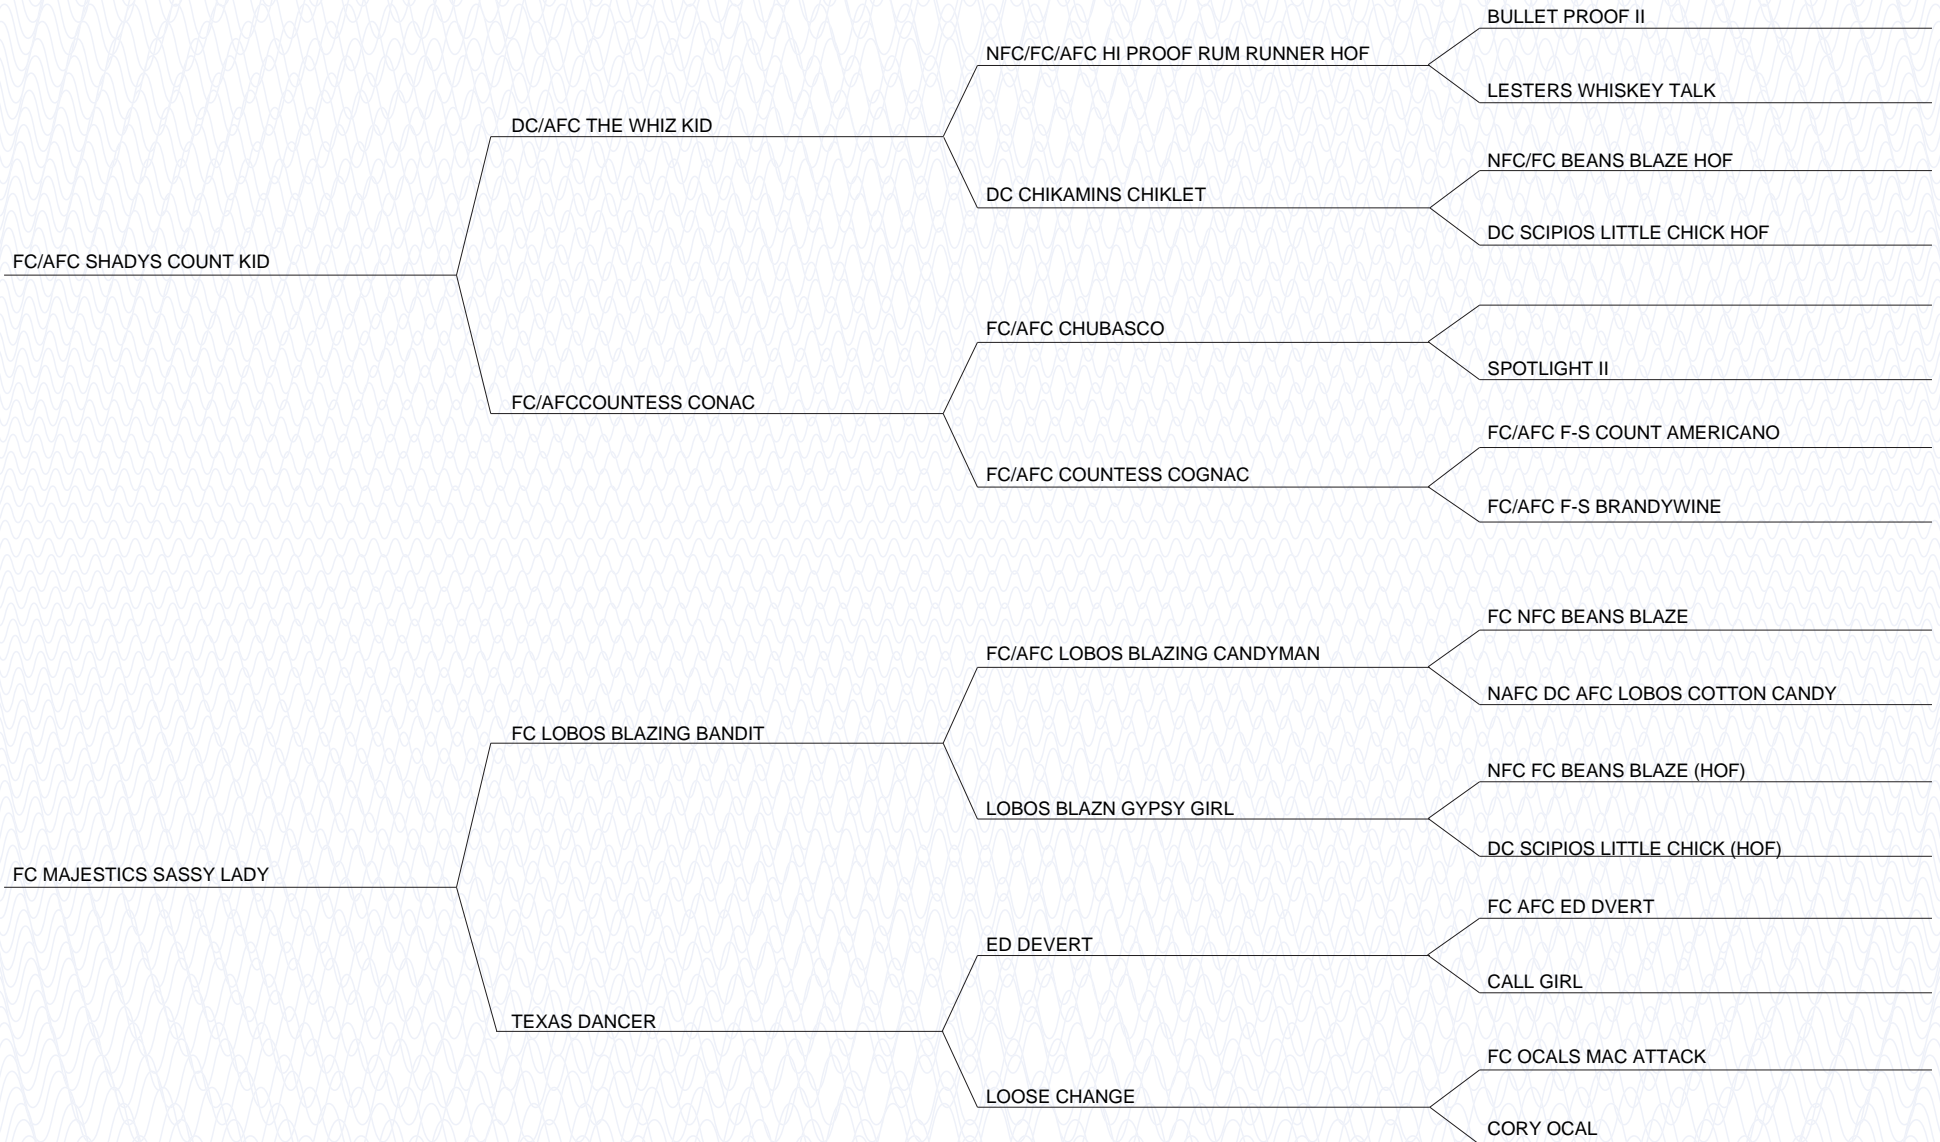 BULLET PROOF II
NFC/FC/AFC HI PROOF RUM RUNNER HOF
LESTERS WHISKEY TALK
DC/AFC THE WHIZ KID
NFC/FC BEANS BLAZE HOF
DC CHIKAMINS CHIKLET
DC SCIPIOS LITTLE CHICK HOF
FC/AFC SHADYS COUNT KID
FC/AFC CHUBASCO
SPOTLIGHT II
FC/AFCCOUNTESS CONAC
FC/AFC F-S COUNT AMERICANO
FC/AFC COUNTESS COGNAC
FC/AFC F-S BRANDYWINE
FC NFC BEANS BLAZE
FC/AFC LOBOS BLAZING CANDYMAN
NAFC DC AFC LOBOS COTTON CANDY
FC LOBOS BLAZING BANDIT
NFC FC BEANS BLAZE (HOF)
LOBOS BLAZN GYPSY GIRL
DC SCIPIOS LITTLE CHICK (HOF)
FC MAJESTICS SASSY LADY
FC AFC ED DVERT
ED DEVERT
CALL GIRL
TEXAS DANCER
FC OCALS MAC ATTACK
LOOSE CHANGE
CORY OCAL